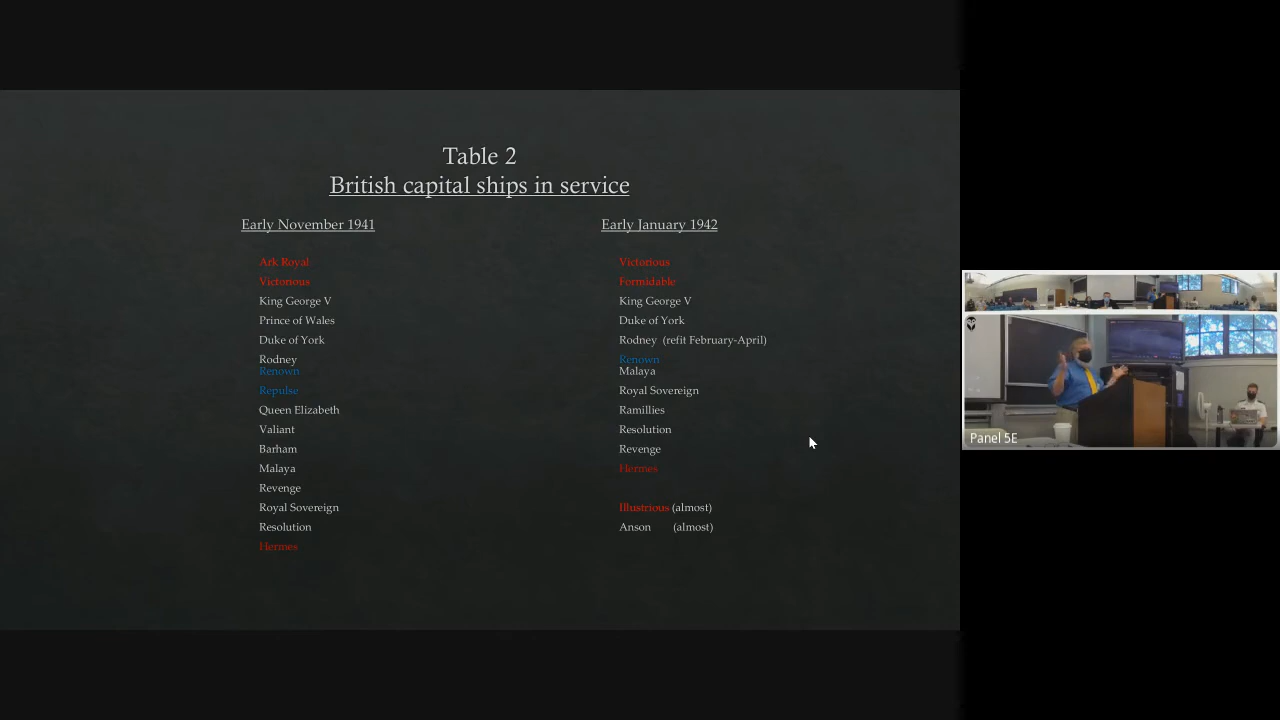 Table 2
British capital ships in service
Early November 1941
Ark Royal
Victorious
King George V
Prince of Wales
Duke of York
Rodney
Renown
Repulse
Queen Elizabeth
Valiant
Barham
Malaya
Revenge
Royal Sovereign
Resolution
Hermes
Early January 1942
Victorious
Formidable
King George V
Duke of York
Rodney (refit February-April)
Renown
Malaya
Royal Sovereign
Ramillies
Resolution
Revenge
Hermes
Illustrious (almost)
Anson (almost)
Panel 5E